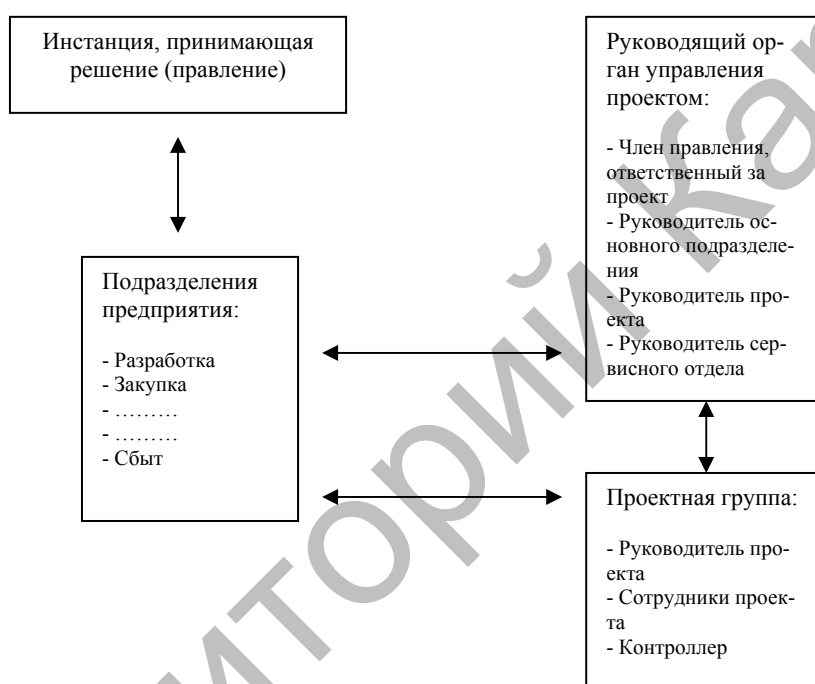 Инстанция, принимающая
решение (правление)
Подразделения
предприятия:
- Разработка
- Закупка
- ………
- ………
- Сбыт
Руководящий ор-
ган управления
проектом:
- Член правления,
ответственный за
проект
- Руководитель ос-
новного подразделе-
ния
- Руководитель про-
екта
- Руководитель сер-
висного отдела
Проектная группа:
- Руководитель про-
екта
- Сотрудники проек-
та
- Контроллер
иторий Ка